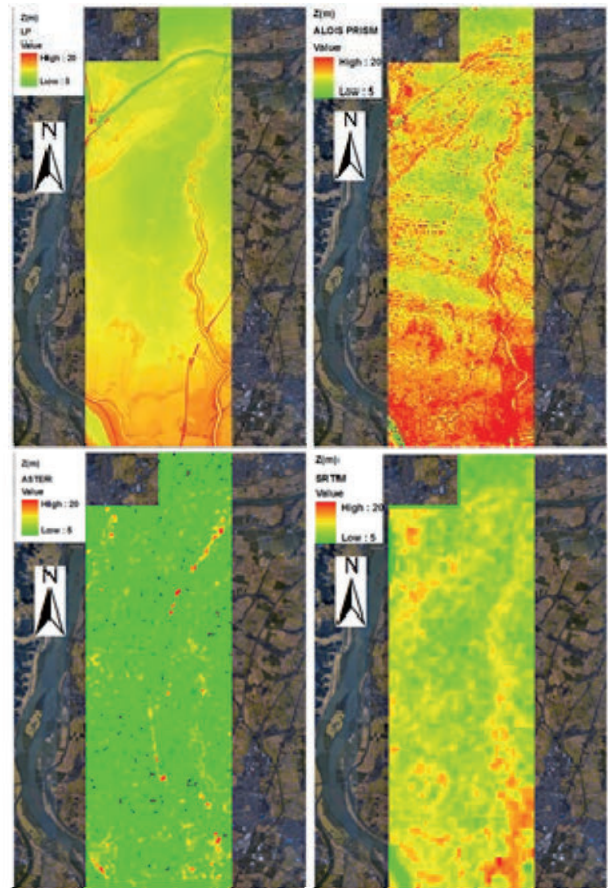 Z(m)
LP
Value
High : 20
Low : 5
N
Z(m)
ALOIS PRISM
Value
High : 20
Low : 5
N
Z(m)
ASTER
Value
High : 20
Low : 5
N
Z(m)
SRTM
Value
High : 20
Low : 5
N